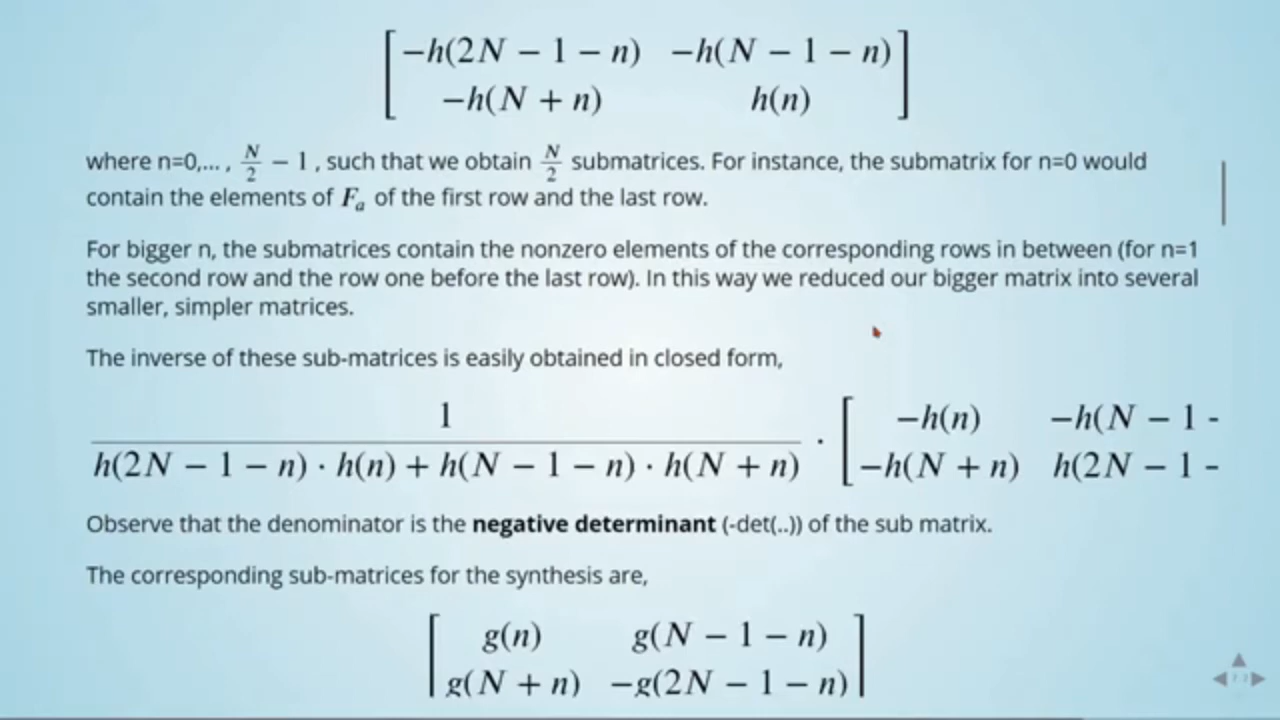 −h(2N − 1 − n) −h(N − 1 − n)
−h(N + n) h(n)
where n=0,... , N/2 − 1 , such that we obtain N/2 submatrices. For instance, the submatrix for n=0 would
contain the elements of Fₐ of the first row and the last row.
For bigger n, the submatrices contain the nonzero elements of the corresponding rows in between (for n=1
the second row and the row one before the last row). In this way we reduced our bigger matrix into several
smaller, simpler matrices.
The inverse of these sub-matrices is easily obtained in closed form,
1
h(2N − 1 − n) · h(n) + h(N − 1 − n) · h(N + n)
·
−h(n) −h(N − 1 -
−h(N + n) h(2N − 1 -
Observe that the denominator is the negative determinant (-det(..)) of the sub matrix.
The corresponding sub-matrices for the synthesis are,
g(n) g(N − 1 − n)
g(N + n) −g(2N − 1 − n)